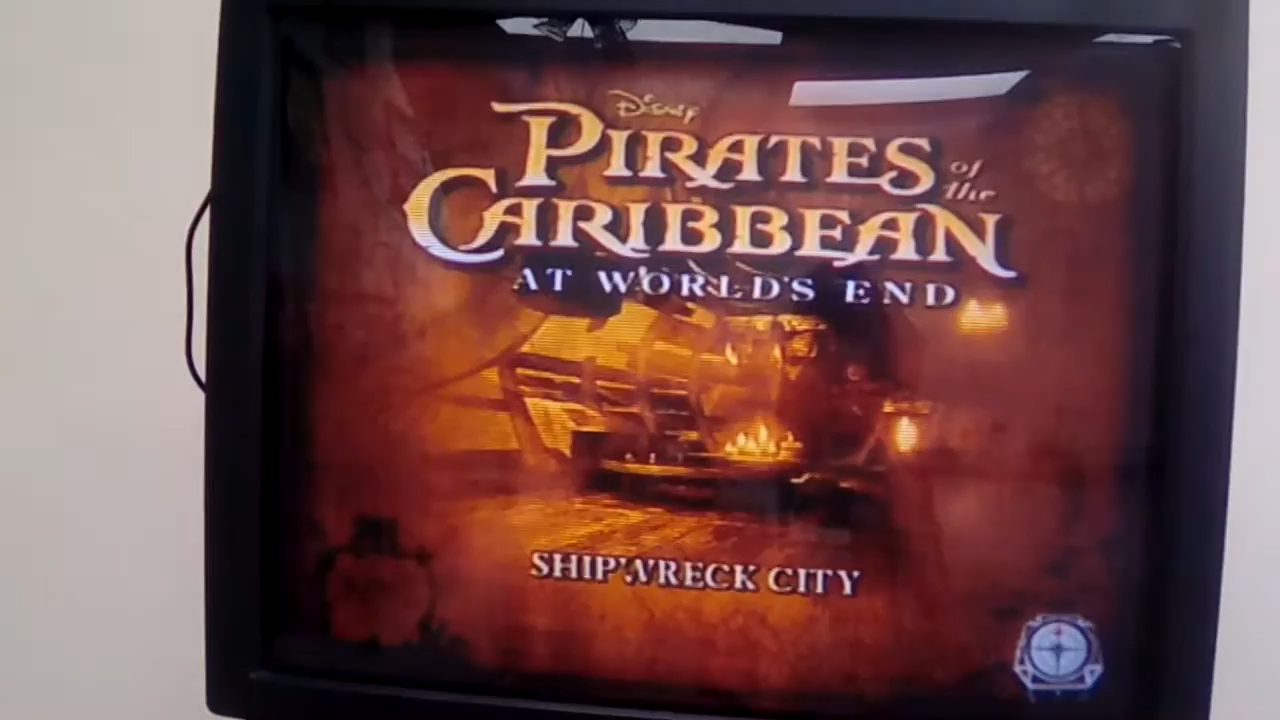 Disney
PIRATES of the
CARIBBEAN
AT WORLD'S END
SHIPWRECK CITY